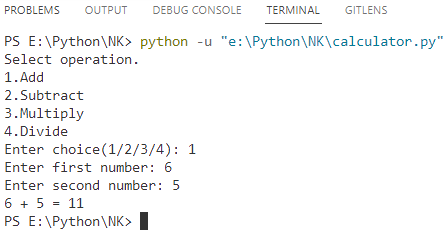 PROBLEMS OUTPUT DEBUG CONSOLE TERMINAL GITLENS
PS E:\Python\NK> python -u "e:\Python\NK\calculator.py"
Select operation.
1.Add
2.Subtract
3.Multiply
4.Divide
Enter choice(1/2/3/4): 1
Enter first number: 6
Enter second number: 5
6 + 5 = 11
PS E:\Python\NK>